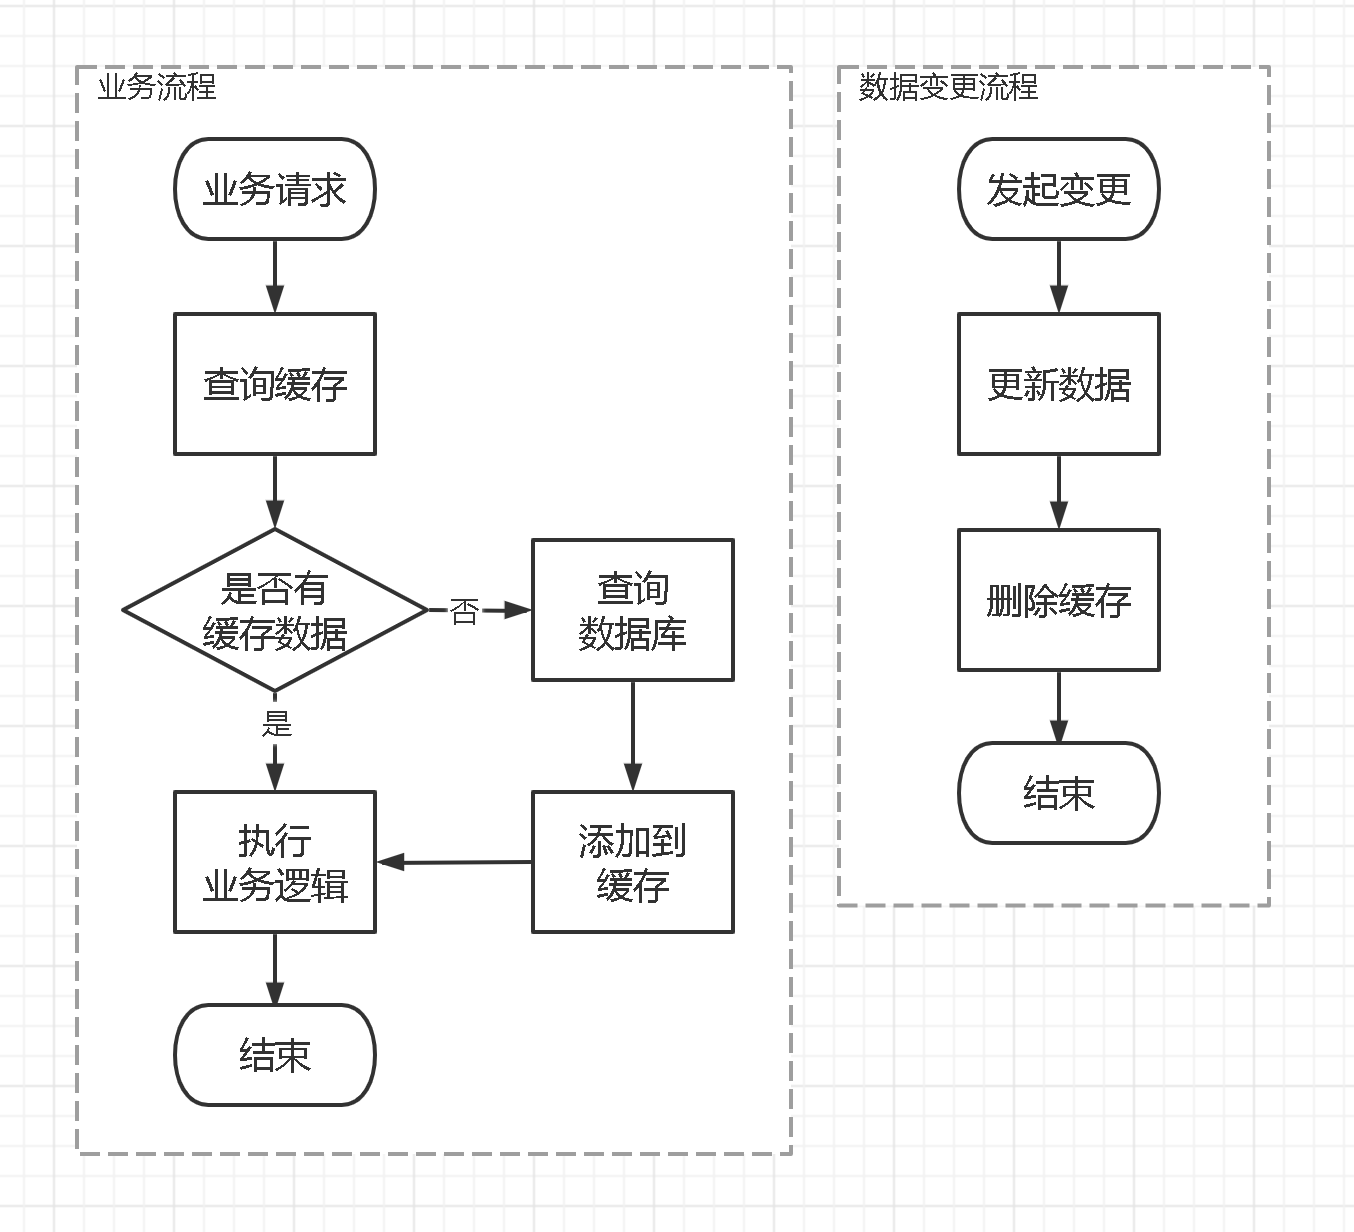 业务流程
业务请求
查询缓存
是否有
缓存数据
否
查询
数据库
是
执行
业务逻辑
添加到
缓存
结束
数据变更流程
发起变更
更新数据
删除缓存
结束